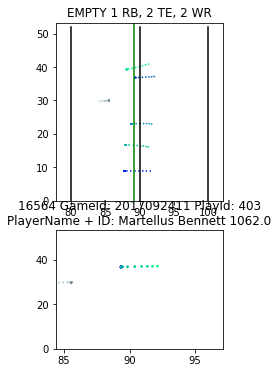 EMPTY 1 RB, 2 TE, 2 WR
50
40
30
20
10
0
80 85 90 95 100
16564 GameId: 2017092411 PlayId: 403
PlayerName + ID: Martellus Bennett 1062.0
40
20
0
85 90 95